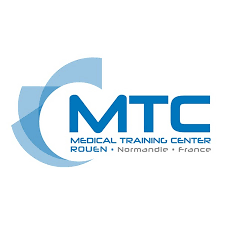 MTC
MEDICAL TRAINING CENTER
ROUEN • Normandie • France